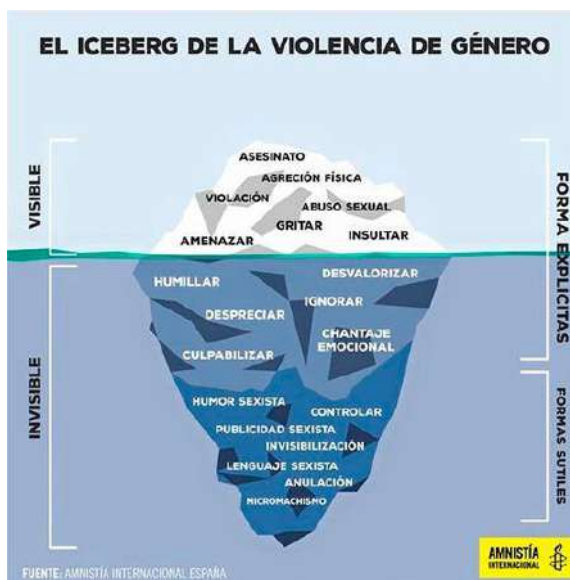 EL ICEBERG DE LA VIOLENCIA DE GÉNERO
VISIBLE
ASESINATO
AGRECIÓN FÍSICA
VIOLACIÓN
ABUSO SEXUAL
GRITAR
AMENAZAR
INSULTAR
FORMA EXPLICITAS
INVISIBLE
HUMILLAR
DESVALORIZAR
IGNORAR
DESPRECIAR
CHANTAJE
EMOCIONAL
CULPABILIZAR
HUMOR SEXISTA
CONTROLAR
PUBLICIDAD SEXISTA
INVISIBILIZACIÓN
LENGUAJE SEXISTA
ANULACIÓN
MICROMACHISMO
FORMAS SUTILES
FUENTE: AMNISTÍA INTERNACIONAL ESPAÑA
AMNISTÍA
INTERNACIONAL